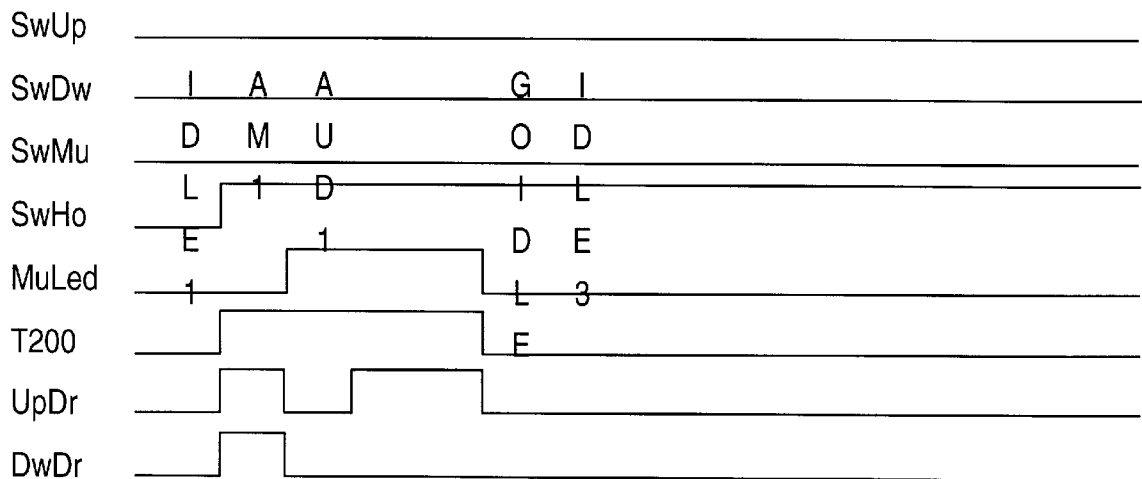 SwUp
SwDw
SwMu
SwHo
MuLed
T200
UpDr
DwDr
IDLE1
AM1
AUD1
GOIDLE
IDLE3